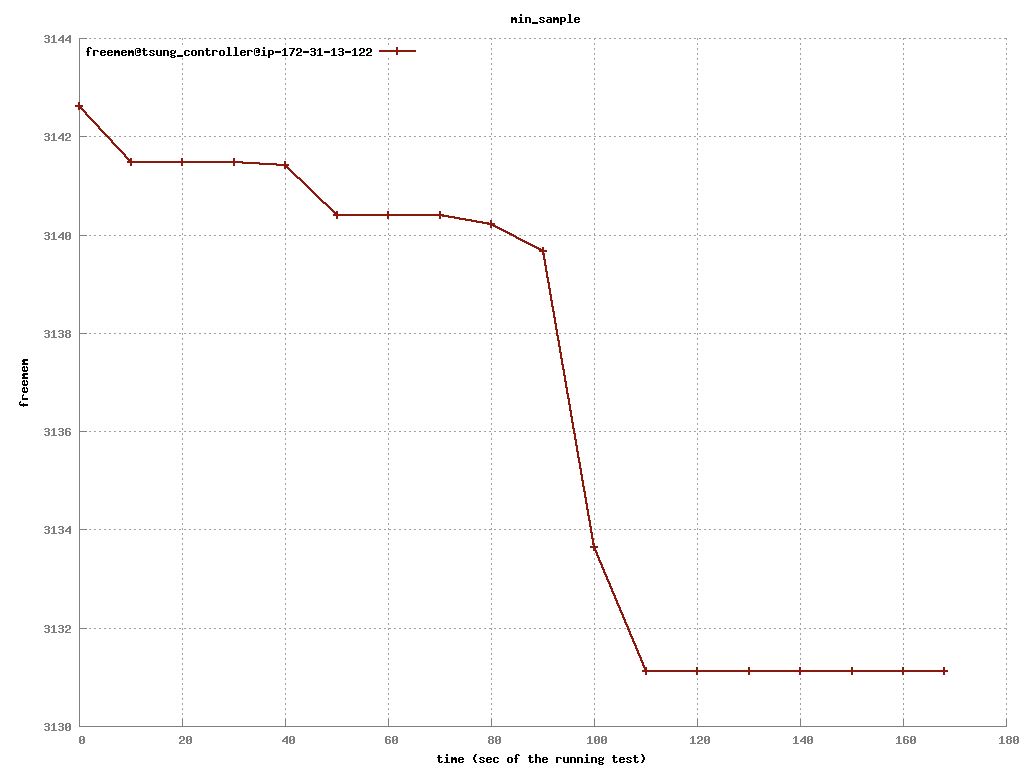 min_sample
3144
freemem@tsung_controller@ip-172-31-13-122
3142
3140
3138
freemem
3136
3134
3132
3130
0 20 40 60 80 100 120 140 160 180
time (sec of the running test)